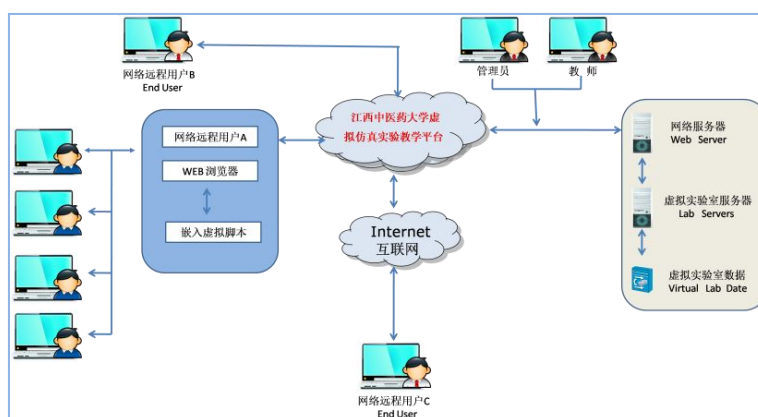 网络远程用户B
End User
管理员
教 师
江西中医药大学虚
拟仿真实验教学平台
网络远程用户A
WEB浏览器
嵌入虚拟脚本
网络服务器
Web Server
虚拟实验室服务器
Lab Servers
虚拟实验室数据
Virtual Lab Date
Internet
互联网
网络远程用户C
End User